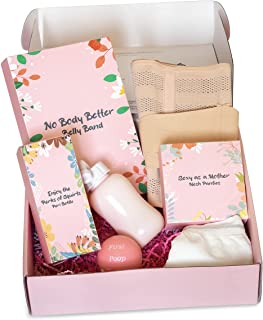 No Body Better
Belly Band
Enjoy the
Perks of Squirts
Peri Bottle
Sexy as a Mother
Mesh Panties
First
Poop